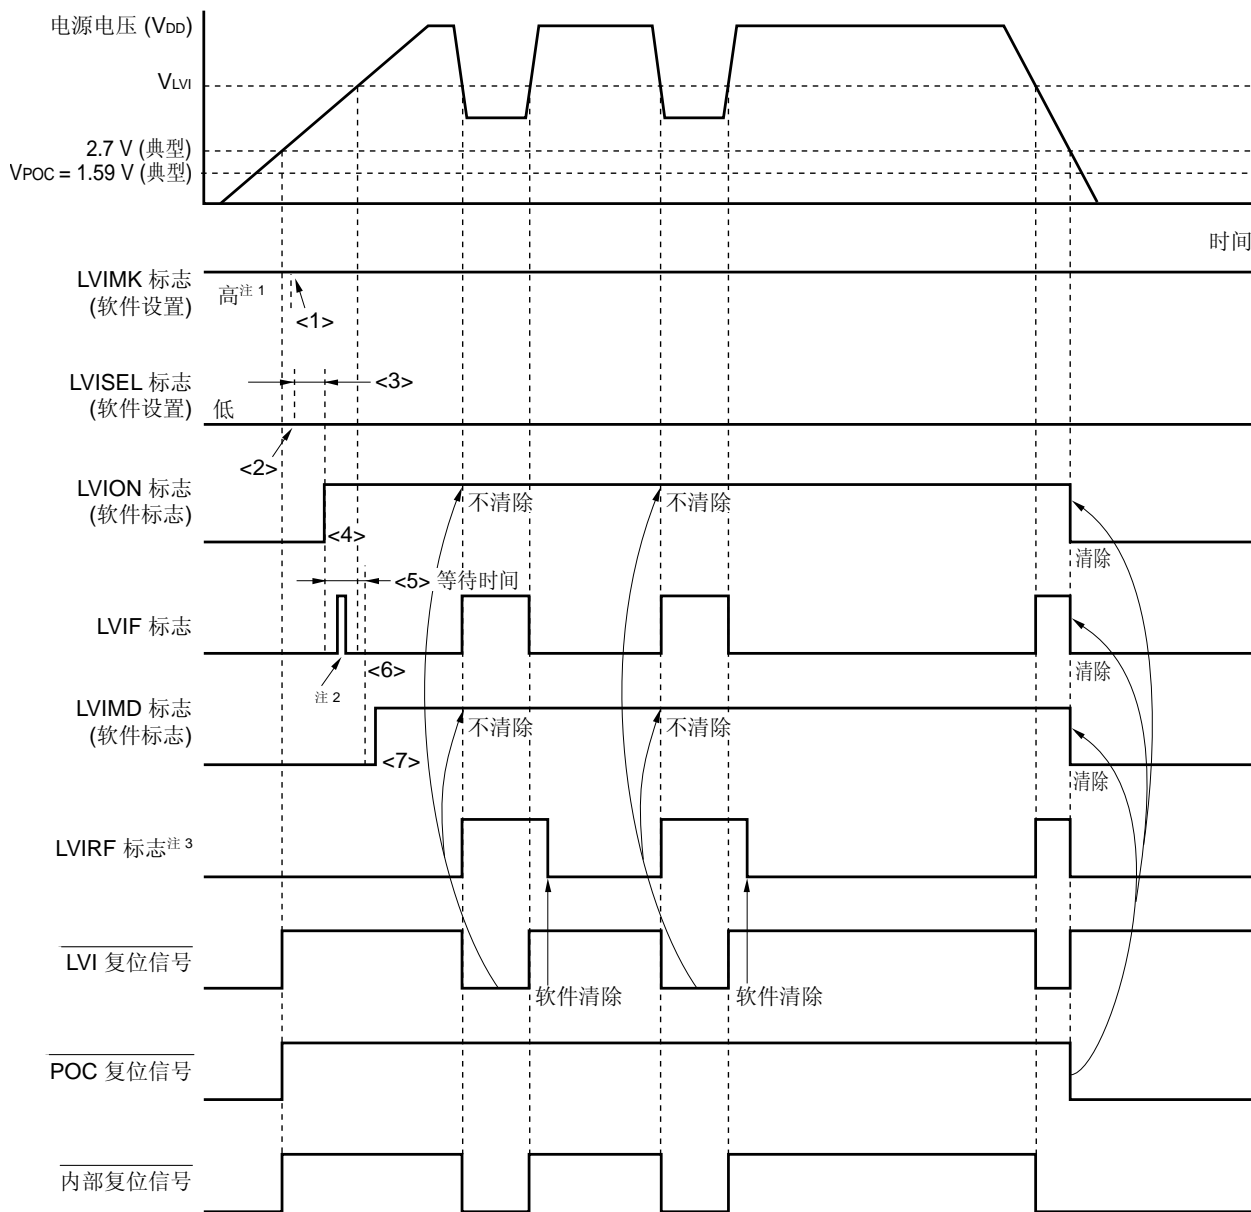 电源电压 (VDD)
VLVI
2.7 V (典型)
VPOC = 1.59 V (典型)
时间
LVIMK 标志
(软件设置)
高注 1
<1>
LVISEL 标志
(软件设置)
低
<3>
<2>
LVION 标志
(软件标志)
不清除
不清除
<4>
清除
<5> 等待时间
LVIF 标志
<6>
清除
注 2
LVIMD 标志
(软件标志)
不清除
不清除
<7>
清除
LVIRF 标志注 3
LVI 复位信号
软件清除
软件清除
POC 复位信号
内部复位信号